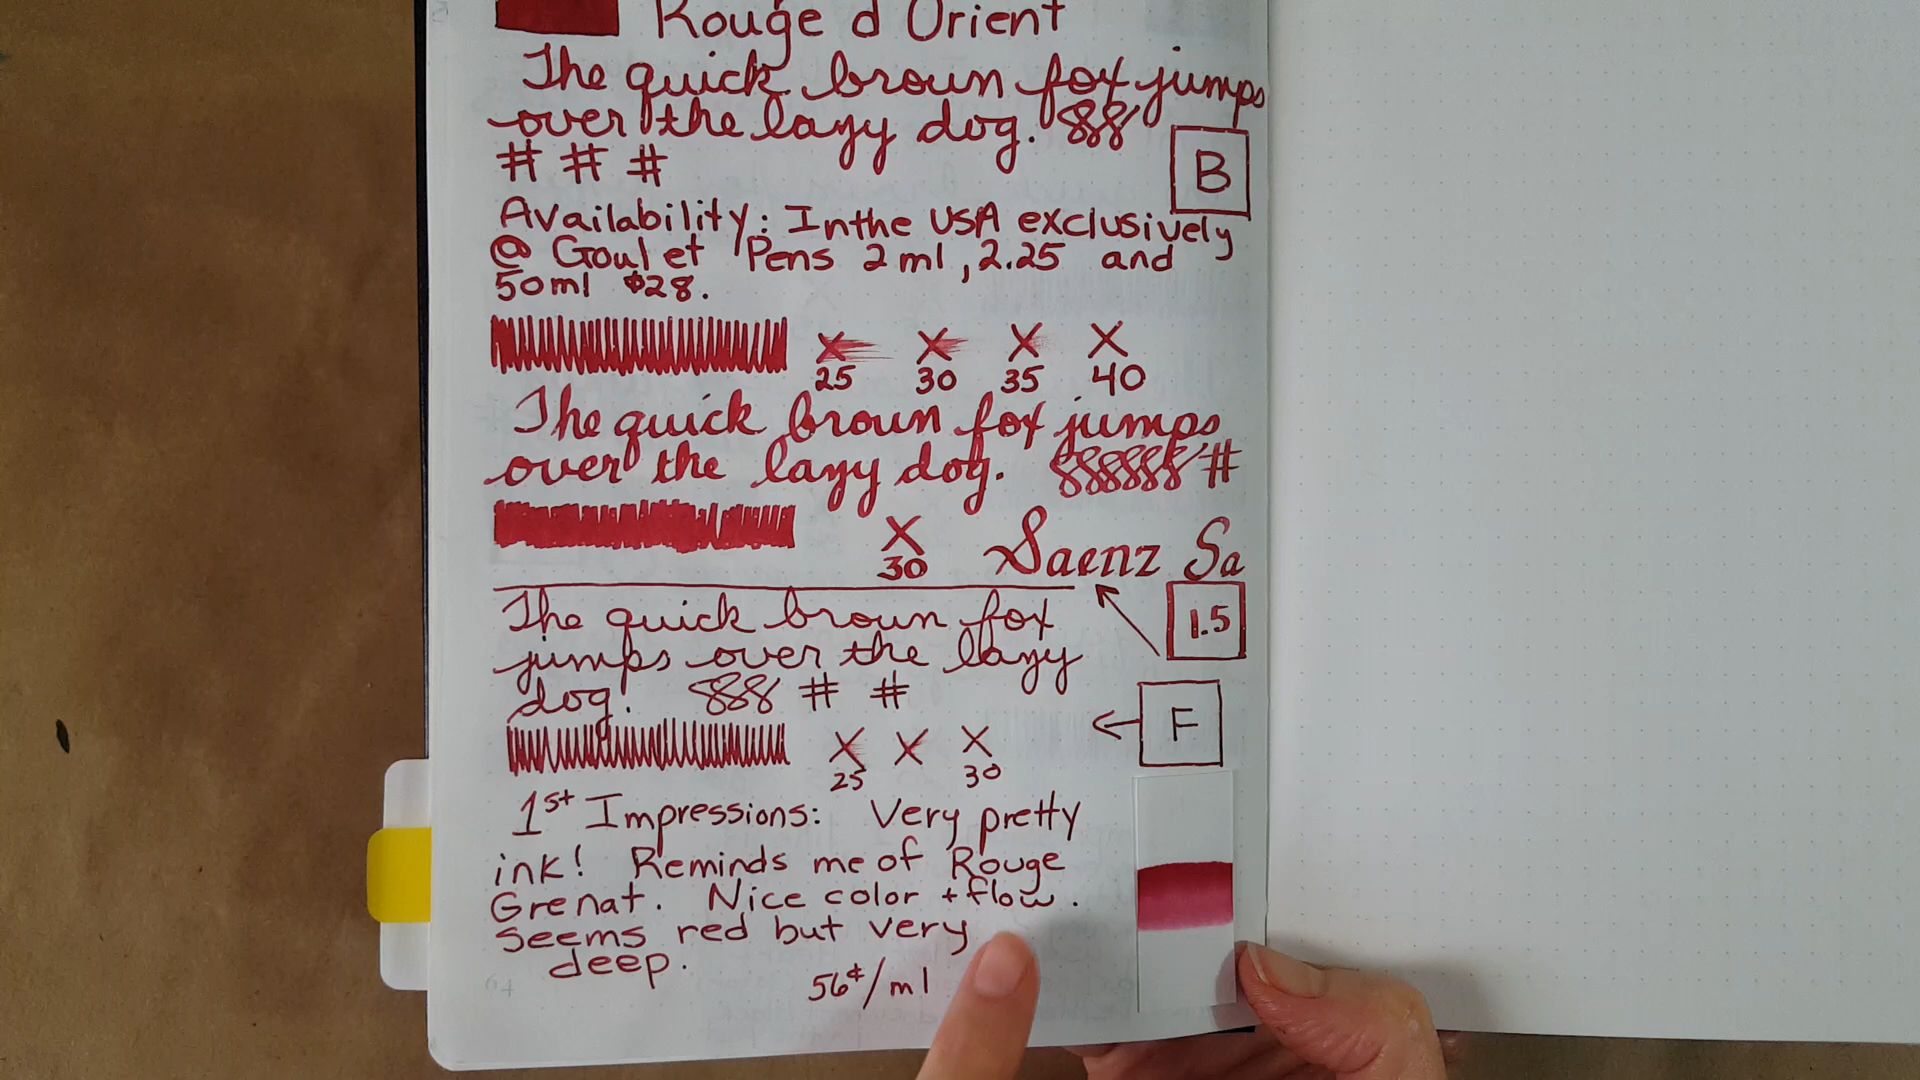 Rouge d Orient
The quick brown fox jumps
over the lazy dog. 888
# # #
B
Availability: In the USA exclusively
@ Goulet Pens 2ml, 2.25 and
50ml $28.
X X X X
25 30 35 40
The quick brown fox jumps
over the lazy dog. 888888 #
X
30
Saenz Sa
1.5
The quick brown fox
jumps over the lazy
dog! 888 # #
F
X X X
25 30
1st Impressions: Very pretty
ink! Reminds me of Rouge
Grenat. Nice color + flow.
Seems red but very
deep.
56¢/ml